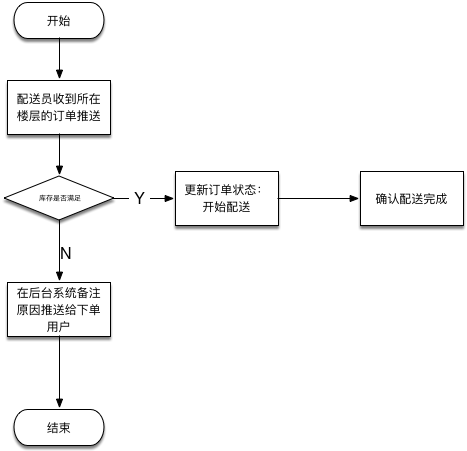 开始
配送员收到所在
楼层的订单推送
库存是否满足
Y
更新订单状态：
开始配送
确认配送完成
N
在后台系统备注
原因推送给下单
用户
结束